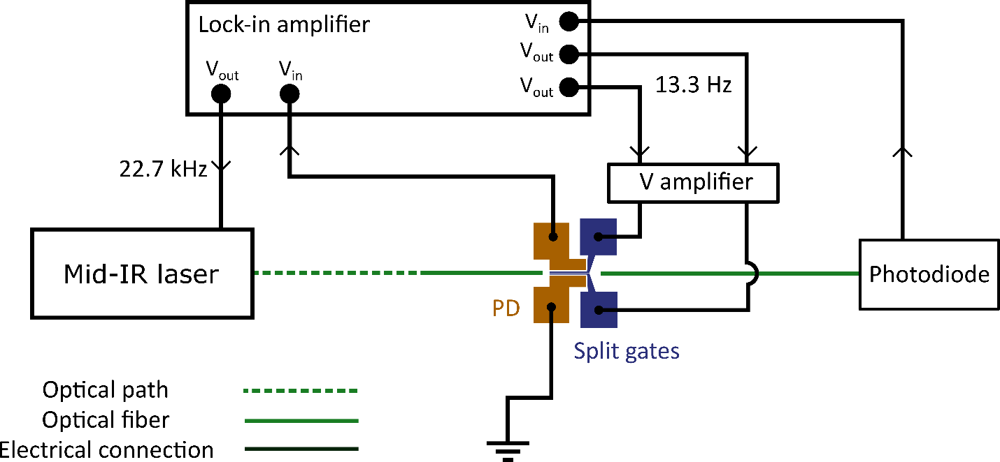 Lock-in amplifier
Vin
Vout
Vout
Vout
Vin
13.3 Hz
22.7 kHz
V amplifier
Mid-IR laser
Photodiode
PD
Split gates
Optical path
Optical fiber
Electrical connection